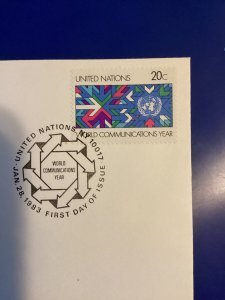 UNITED NATIONS 20c
WORLD COMMUNICATIONS YEAR
UNITED NATIONS, NY 10017
JAN. 28, 1983 FIRST DAY OF ISSUE
WORLD
COMMUNICATIONS
YEAR